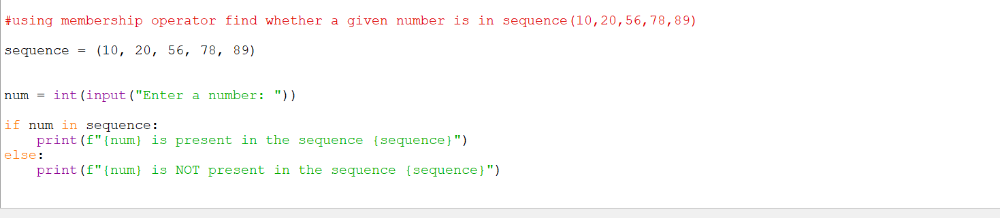 #using membership operator find whether a given number is in sequence(10,20,56,78,89)
sequence = (10, 20, 56, 78, 89)
num = int(input("Enter a number: "))
if num in sequence:
    print(f"{num} is present in the sequence {sequence}")
else:
    print(f"{num} is NOT present in the sequence {sequence}")